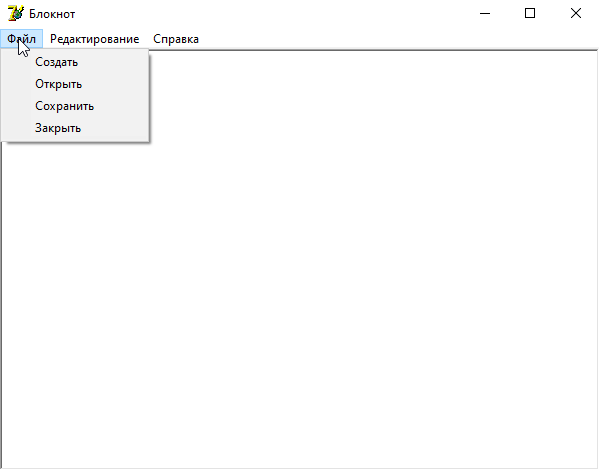 Блокнот
Файл Редактирование Справка
Создать
Открыть
Сохранить
Закрыть